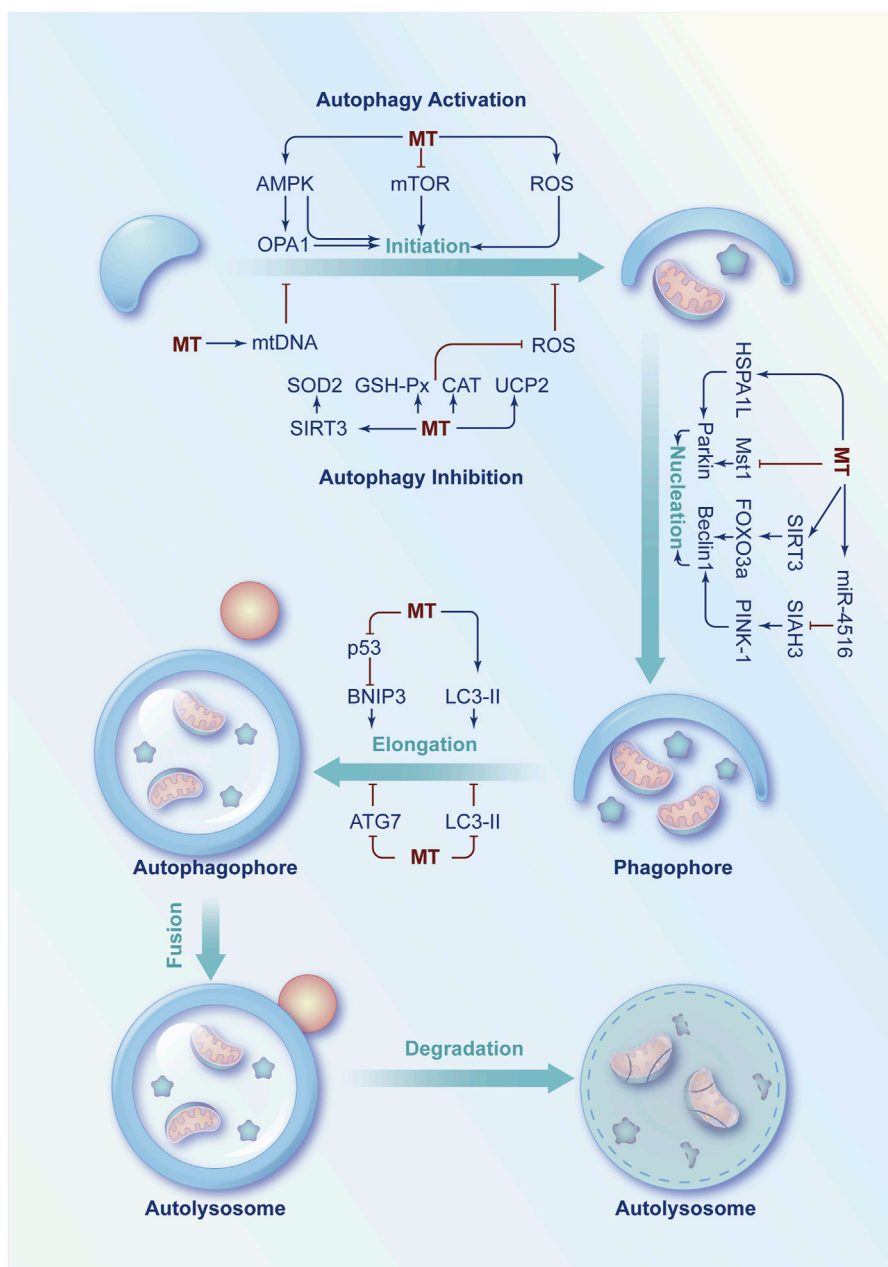 Autophagy Activation
MT
AMPK
mTOR
ROS
OPA1
Initiation
MT
mtDNA
ROS
SOD2
GSH-Px
CAT
UCP2
SIRT3
MT
Autophagy Inhibition
HSPA1L
Parkin
Mst1
MT
Nucleation
Beclin1
FOXO3a
SIRT3
miR-4516
PINK-1
SIAH3
MT
p53
BNIP3
LC3-II
Elongation
ATG7
LC3-II
MT
Autophagophore
Phagophore
Fusion
Degradation
Autolysosome
Autolysosome